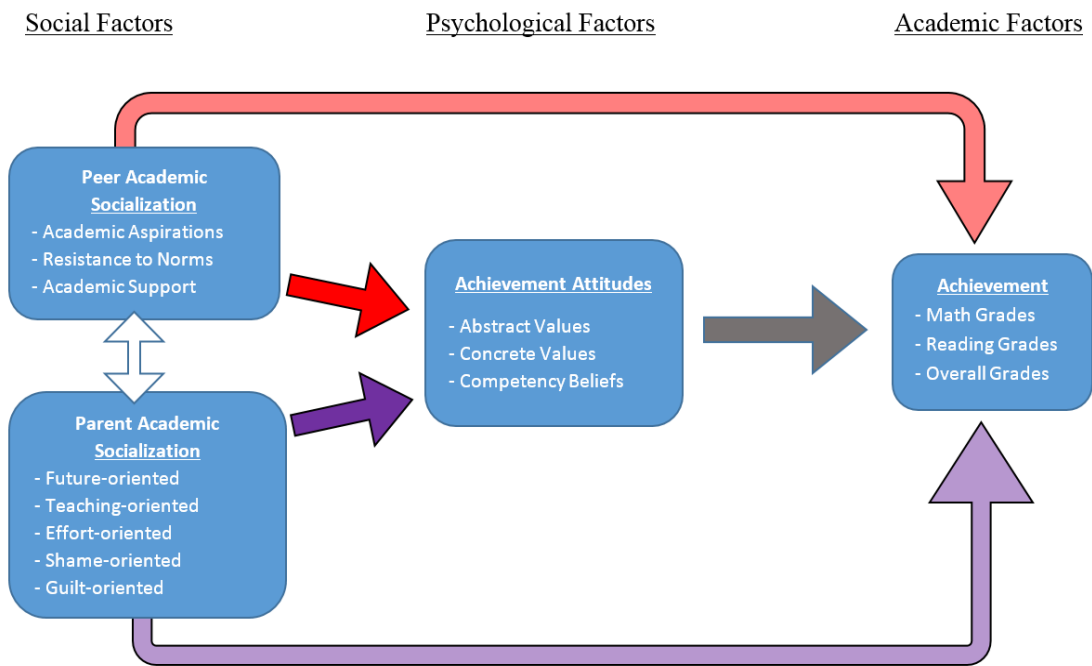 Social Factors
Psychological Factors
Academic Factors
Peer Academic
Socialization
- Academic Aspirations
- Resistance to Norms
- Academic Support
Parent Academic
Socialization
- Future-oriented
- Teaching-oriented
- Effort-oriented
- Shame-oriented
- Guilt-oriented
Achievement Attitudes
- Abstract Values
- Concrete Values
- Competency Beliefs
Achievement
- Math Grades
- Reading Grades
- Overall Grades